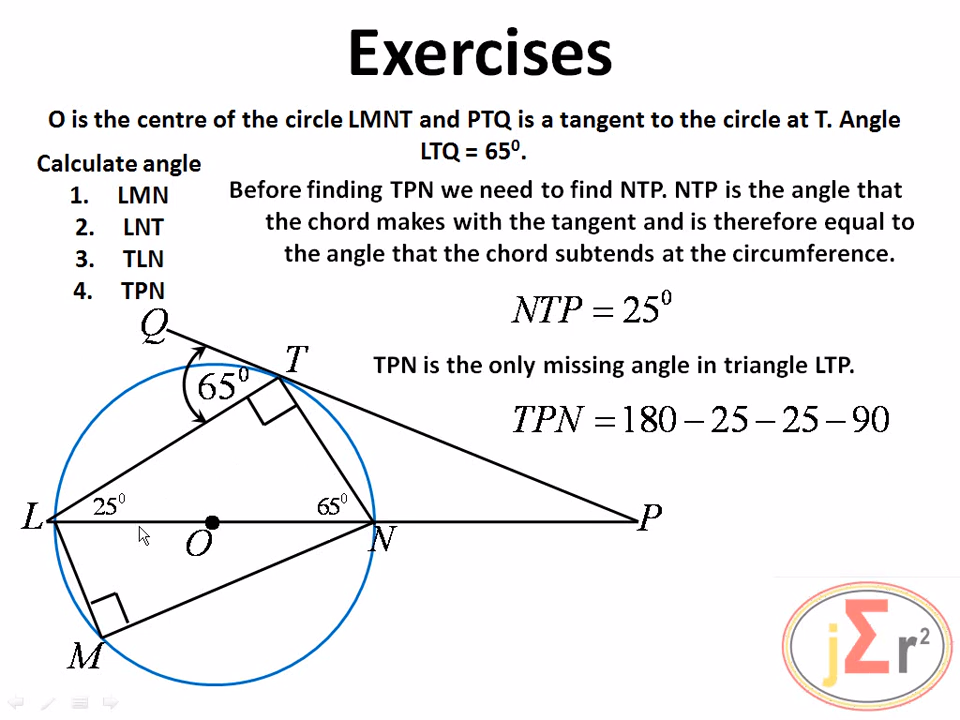 Exercises
O is the centre of the circle LMNT and PTQ is a tangent to the circle at T. Angle
LTQ = 65⁰.
Calculate angle
1. LMN
2. LNT
3. TLN
4. TPN
Before finding TPN we need to find NTP. NTP is the angle that
the chord makes with the tangent and is therefore equal to
the angle that the chord subtends at the circumference.
NTP = 25⁰
TPN is the only missing angle in triangle LTP.
TPN = 180 − 25 − 25 − 90
Q
T
65⁰
L
25⁰
65⁰
P
O
N
M
jΣr²